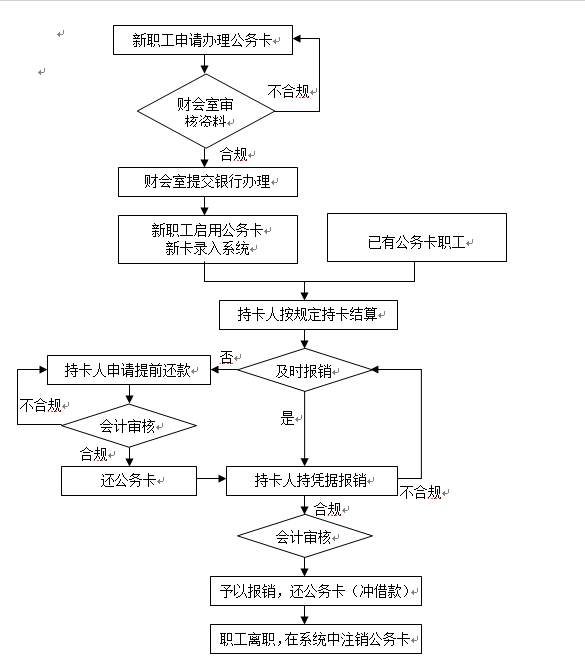 新职工申请办理公务卡
不合规
财会室审
核资料
合规
财会室提交银行办理
新职工启用公务卡
新卡录入系统
已有公务卡职工
持卡人按规定持卡结算
否
及时报销
持卡人申请提前还款
不合规
会计审核
是
合规
还公务卡
持卡人持凭据报销
不合规
合规
会计审核
予以报销，还公务卡（冲借款）
职工离职,在系统中注销公务卡